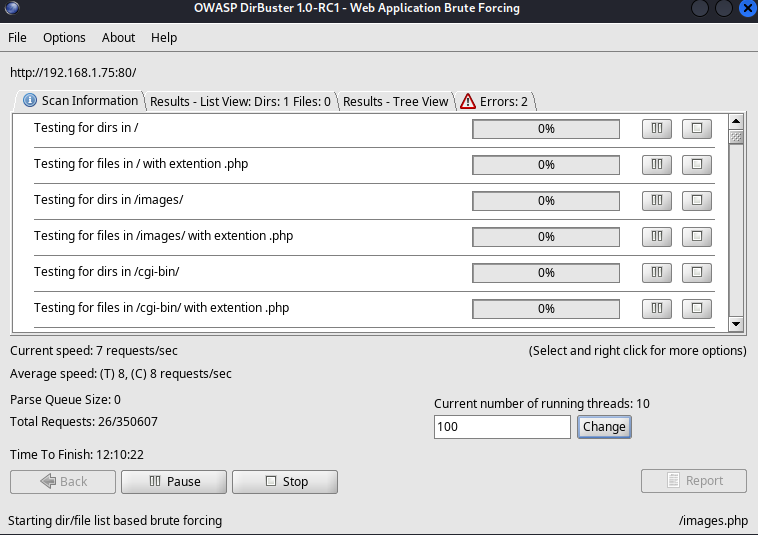 OWASP DirBuster 1.0-RC1 - Web Application Brute Forcing
File Options About Help
http://192.168.1.75:80/
Scan Information Results - List View: Dirs: 1 Files: 0 Results - Tree View Errors: 2
Testing for dirs in / 0%
Testing for files in / with extention .php 0%
Testing for dirs in /images/ 0%
Testing for files in /images/ with extention .php 0%
Testing for dirs in /cgi-bin/ 0%
Testing for files in /cgi-bin/ with extention .php 0%
Current speed: 7 requests/sec (Select and right click for more options)
Average speed: (T) 8, (C) 8 requests/sec
Parse Queue Size: 0 Current number of running threads: 10
Total Requests: 26/350607 100 Change
Time To Finish: 12:10:22
Back Pause Stop Report
Starting dir/file list based brute forcing /images.php